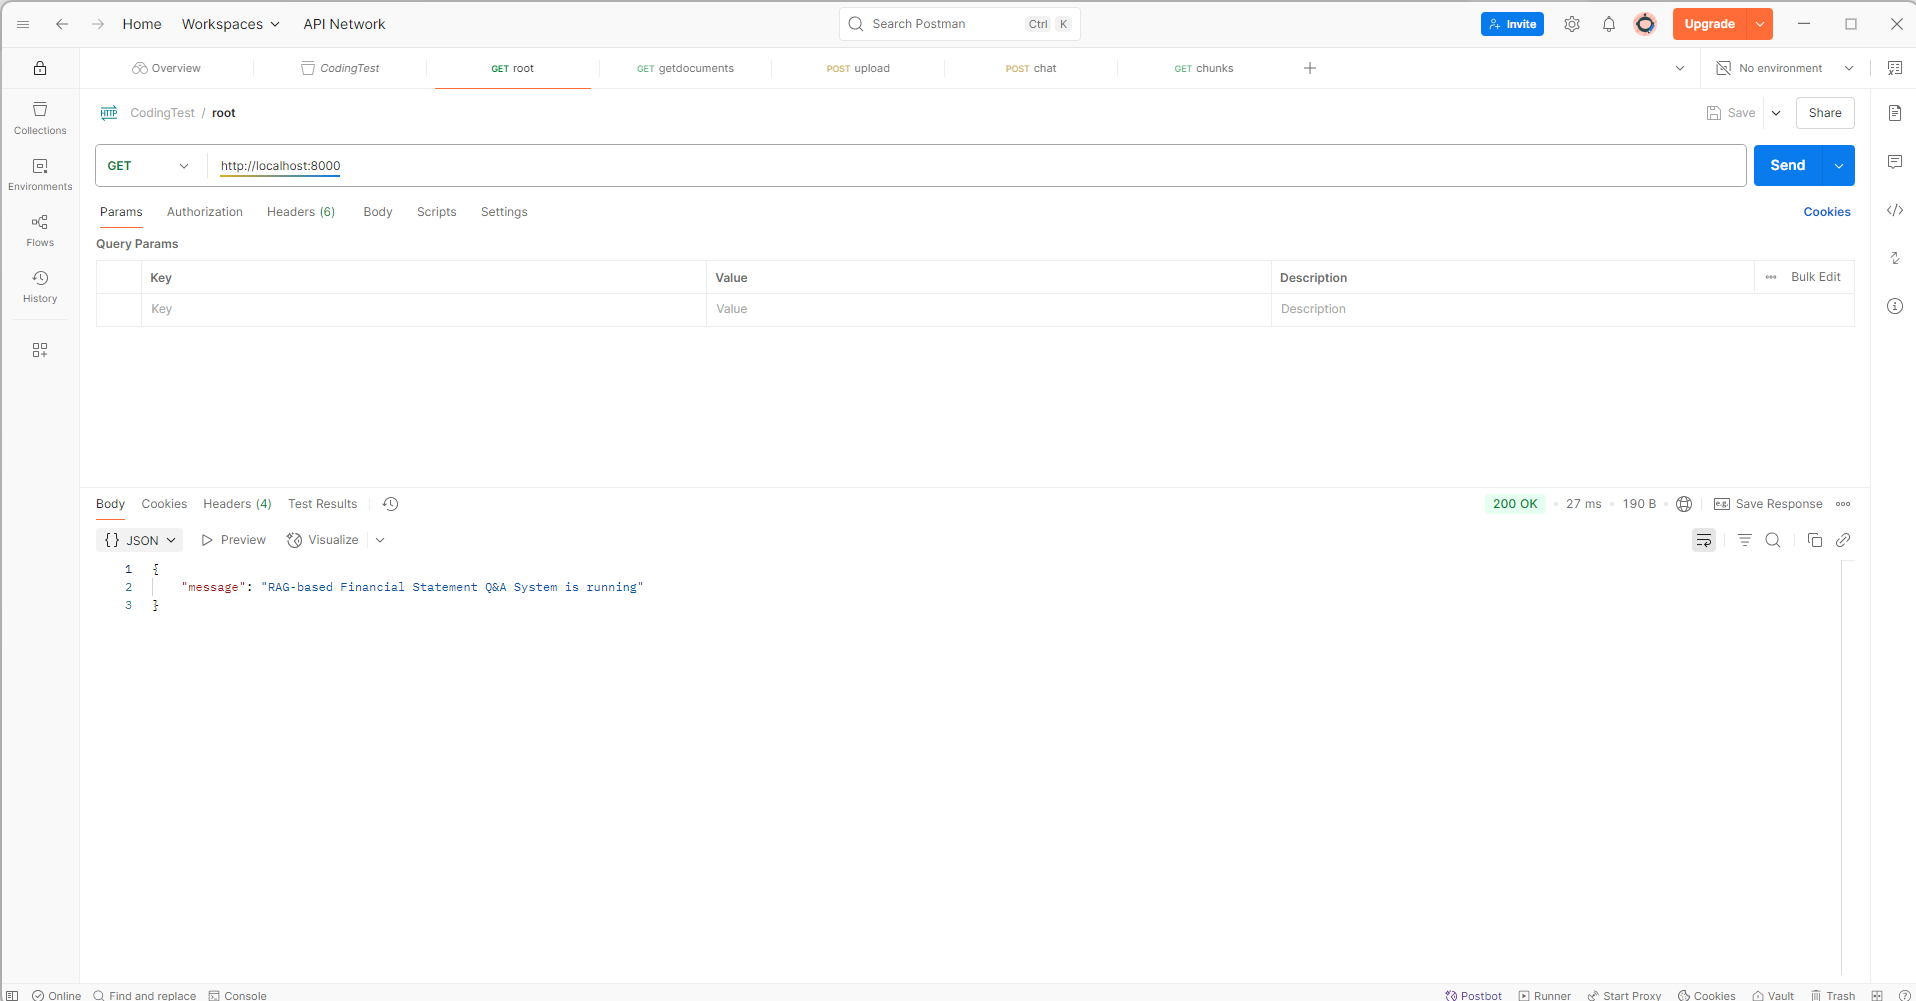 Home Workspaces API Network Search Postman Ctrl K Invite Upgrade
Overview CodingTest GET root GET getdocuments POST upload POST chat GET chunks No environment
HTTP CodingTest / root Save Share
Collections
GET http://localhost:8000 Send
Environments
Params Authorization Headers (6) Body Scripts Settings Cookies
Flows
Query Params
Key Value Description Bulk Edit
History
Key Value Description
Body Cookies Headers (4) Test Results 200 OK 27 ms 190 B e.g. Save Response
{} JSON Preview Visualize
1 {
2 "message": "RAG-based Financial Statement Q&A System is running"
3 }
Online Find and replace Console Postbot Runner Start Proxy Cookies Vault Trash